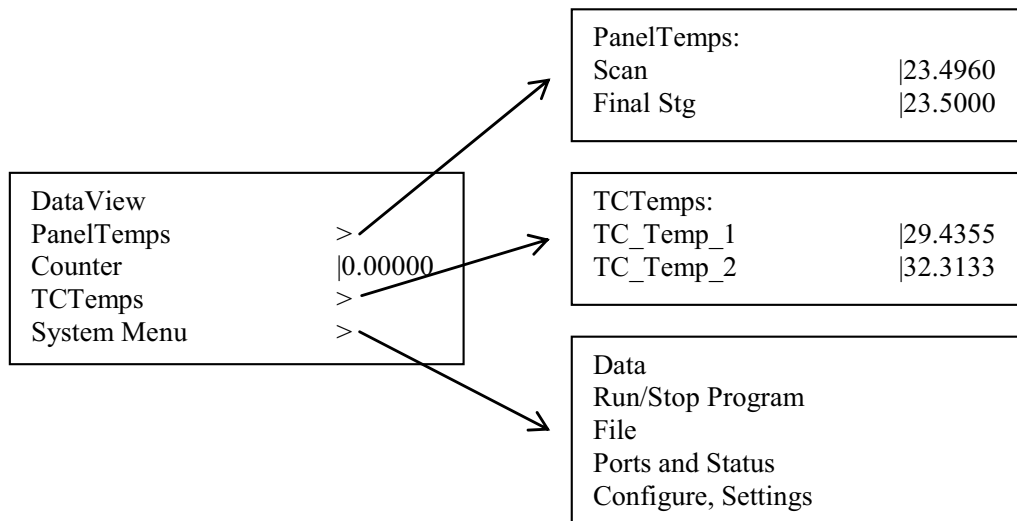 DataView
PanelTemps >
Counter |0.00000
TCTemps >
System Menu >
PanelTemps:
Scan |23.4960
Final Stg |23.5000
TCTemps:
TC_Temp_1 |29.4355
TC_Temp_2 |32.3133
Data
Run/Stop Program
File
Ports and Status
Configure, Settings